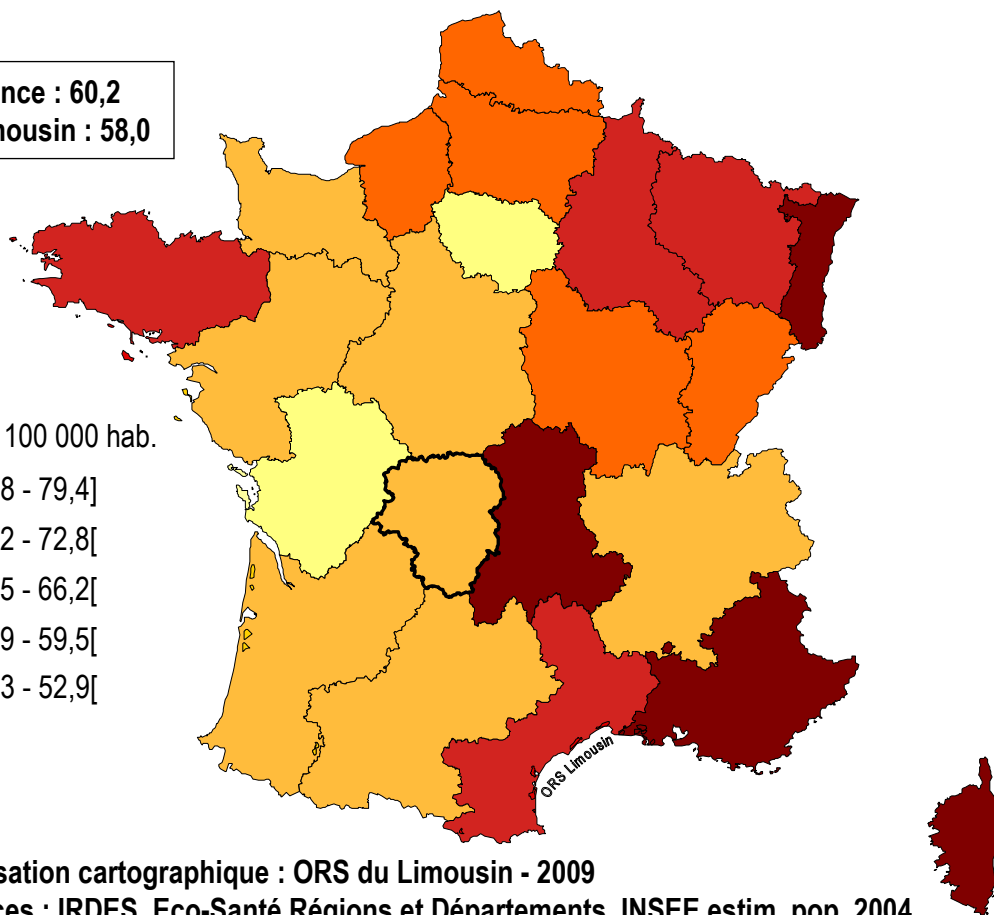 nce : 60,2
nousin : 58,0
100 000 hab.
8 - 79,4]
2 - 72,8[
5 - 66,2[
9 - 59,5[
3 - 52,9[
ORS Limousin
sation cartographique : ORS du Limousin - 2009
ces : IRDES, Eco-Santé Régions et Départements, INSEE estim. pop. 2004